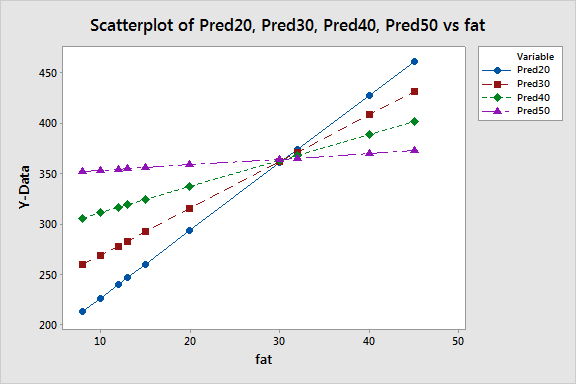 Scatterplot of Pred20, Pred30, Pred40, Pred50 vs fat
Variable
Pred20
Pred30
Pred40
Pred50
450
400
350
300
250
200
Y-Data
10 20 30 40 50
fat